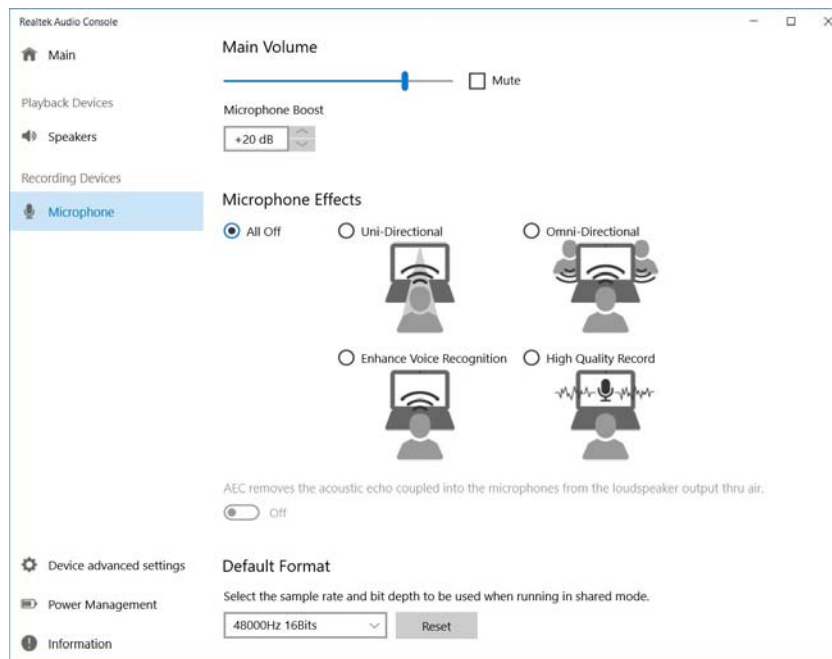 Realtek Audio Console
Main
Playback Devices
Speakers
Recording Devices
Microphone
Device advanced settings
Power Management
Information
Main Volume
Mute
Microphone Boost
+20 dB
Microphone Effects
All Off
Uni-Directional
Omni-Directional
Enhance Voice Recognition
High Quality Record
AEC removes the acoustic echo coupled into the microphones from the loudspeaker output thru air.
Off
Default Format
Select the sample rate and bit depth to be used when running in shared mode.
48000Hz 16Bits
Reset